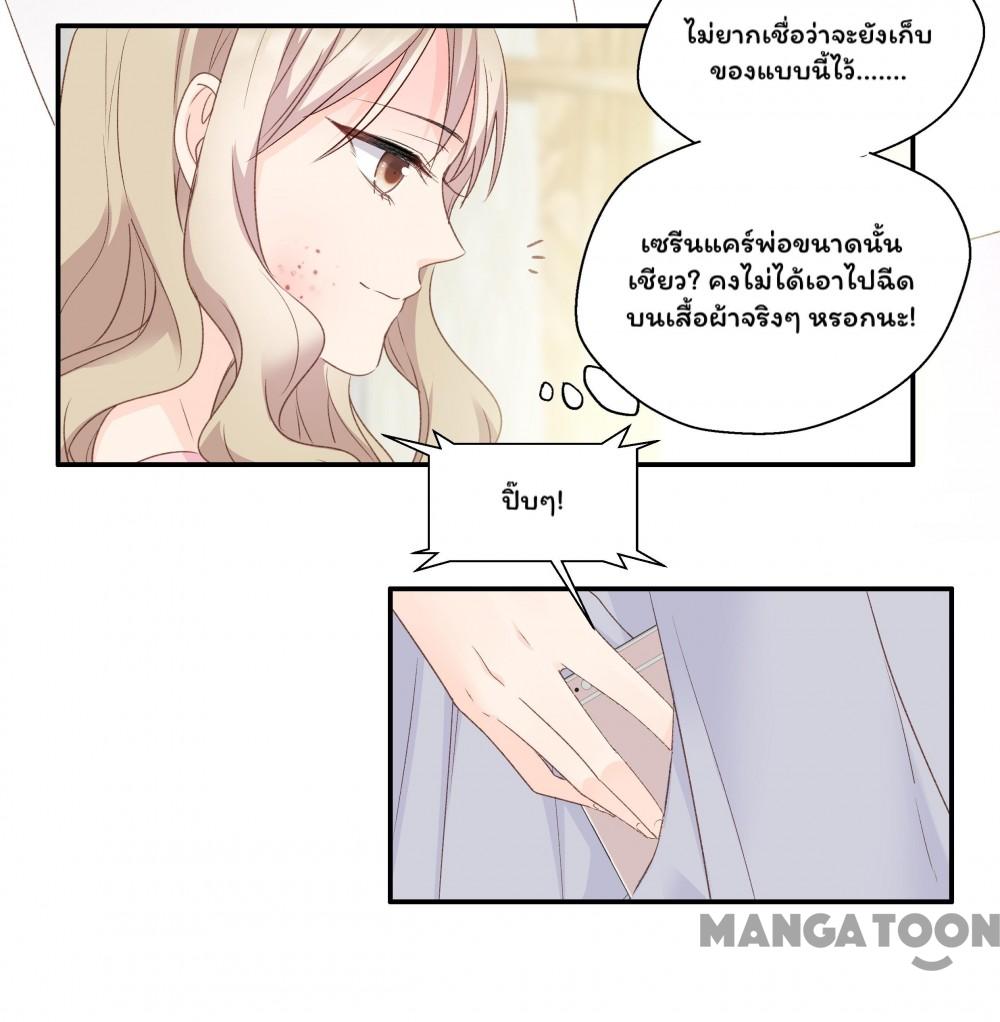 ไม่ยากเชื่อว่าจะยังเก็บ
ของแบบนี้ไว้.......
เซรีนแคร์พ่อขนาดนั้น
เชียว? คงไม่ได้เอาไปฉีด
บนเสื้อผ้าจริงๆ หรอกนะ!
ปิ๊บๆ!
MANGATOON